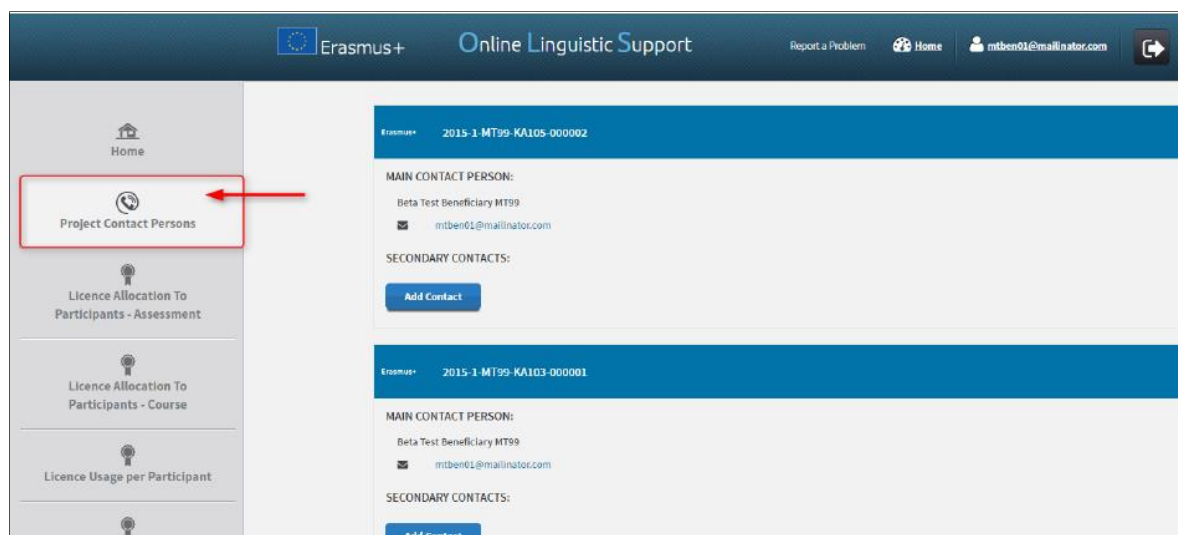 Erasmus+ Online Linguistic Support Report a Problem Home mtben01@mailinator.com
Home
Project Contact Persons
Licence Allocation To
Participants - Assessment
Licence Allocation To
Participants - Course
Licence Usage per Participant
Erasmus+ 2015-1-MT99-KA105-000002
MAIN CONTACT PERSON:
Beta Test Beneficiary MT99
mtben01@mailinator.com
SECONDARY CONTACTS:
Add Contact
Erasmus+ 2015-1-MT99-KA103-000001
MAIN CONTACT PERSON:
Beta Test Beneficiary MT99
mtben01@mailinator.com
SECONDARY CONTACTS:
Add Contact